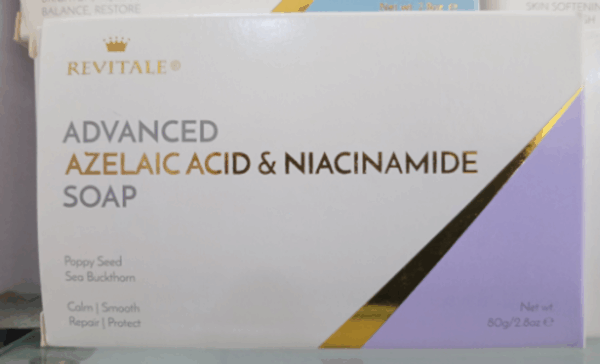 BALANCE, RESTORE
SKIN SOFTENIN
REVITALE®
ADVANCED
AZELAIC ACID & NIACINAMIDE
SOAP
Poppy Seed
Sea Buckthorn
Calm | Smooth
Repair | Protect
Net wt
80g/2.8oz ℮